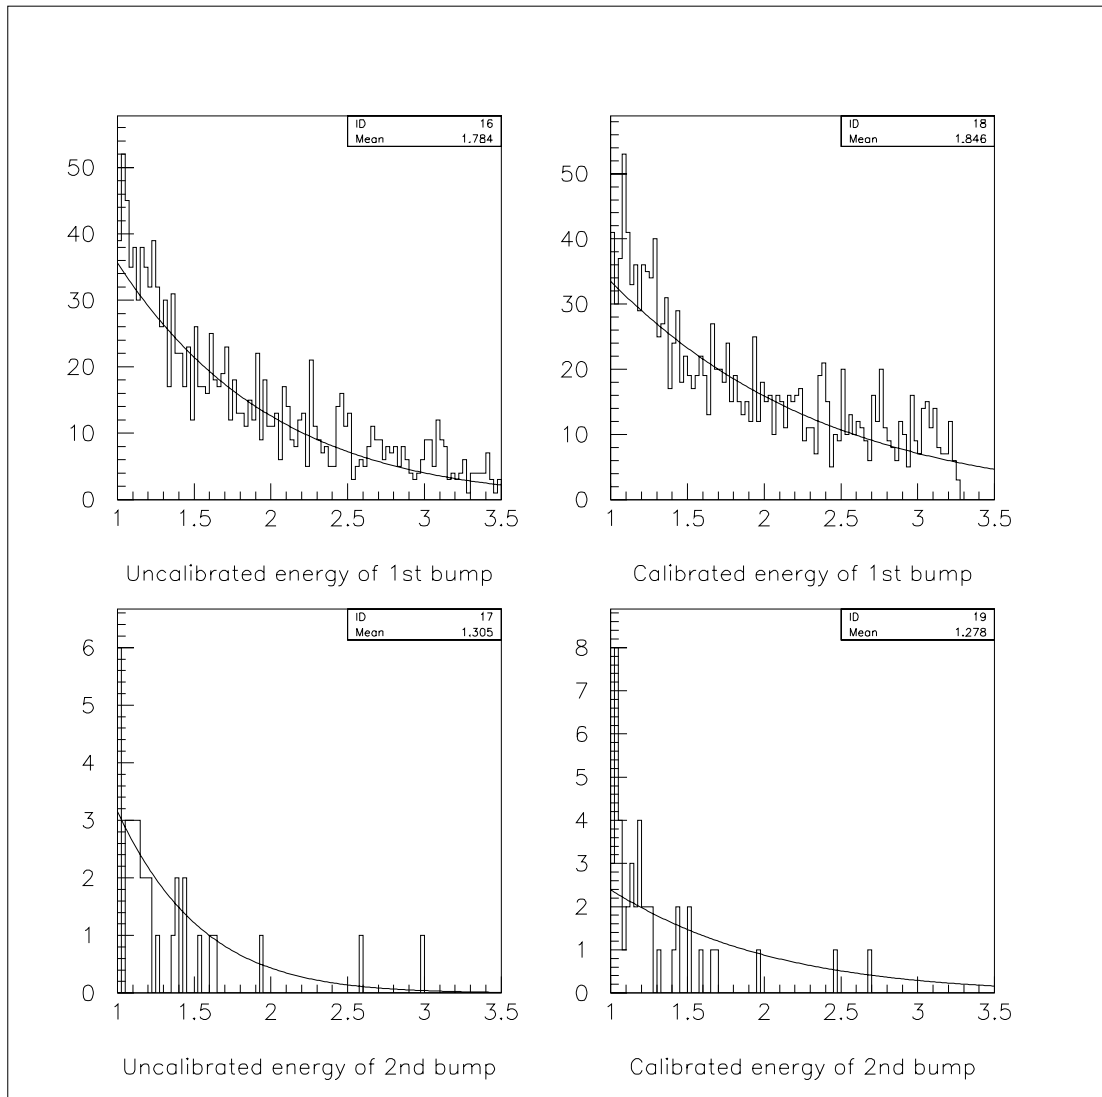 ID 16
Mean 1.784
50
40
30
20
10
0
1 1.5 2 2.5 3 3.5
Uncalibrated energy of 1st bump
ID 18
Mean 1.846
50
40
30
20
10
0
1 1.5 2 2.5 3 3.5
Calibrated energy of 1st bump
ID 17
Mean 1.305
6
5
4
3
2
1
0
1 1.5 2 2.5 3 3.5
Uncalibrated energy of 2nd bump
ID 19
Mean 1.278
8
7
6
5
4
3
2
1
0
1 1.5 2 2.5 3 3.5
Calibrated energy of 2nd bump